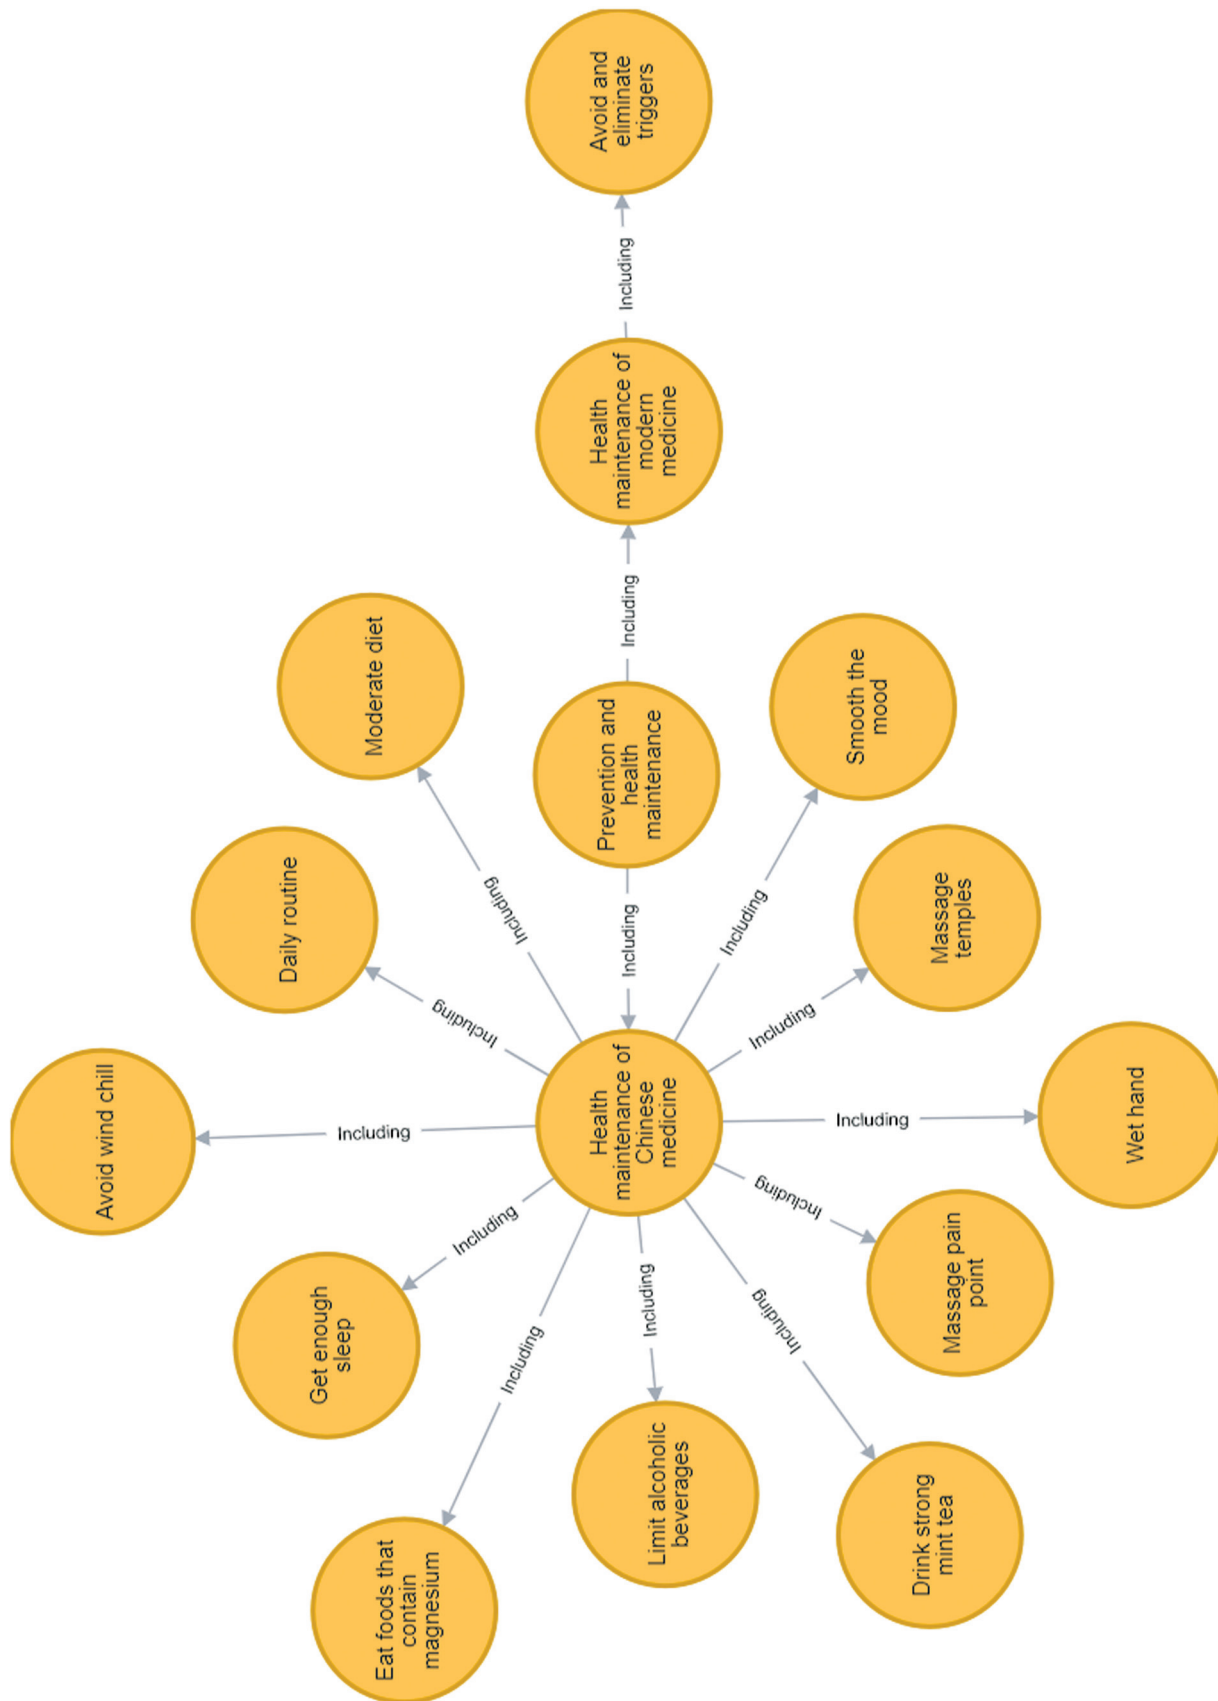 Avoid wind chill
Daily routine
Get enough
sleep
Moderate diet
Eat foods that
contain
magnesium
Including
Including
Including
Including
Including
Limit alcoholic
beverages
Including
Health
maintenance of
Chinese
medicine
Including
Prevention and
health
maintenance
Including
Health
maintenance of
modern
medicine
Including
Avoid and
eliminate
triggers
Including
Including
Including
Including
Including
Smooth the
mood
Drink strong
mint tea
Massage pain
point
Massage
temples
Wet hand